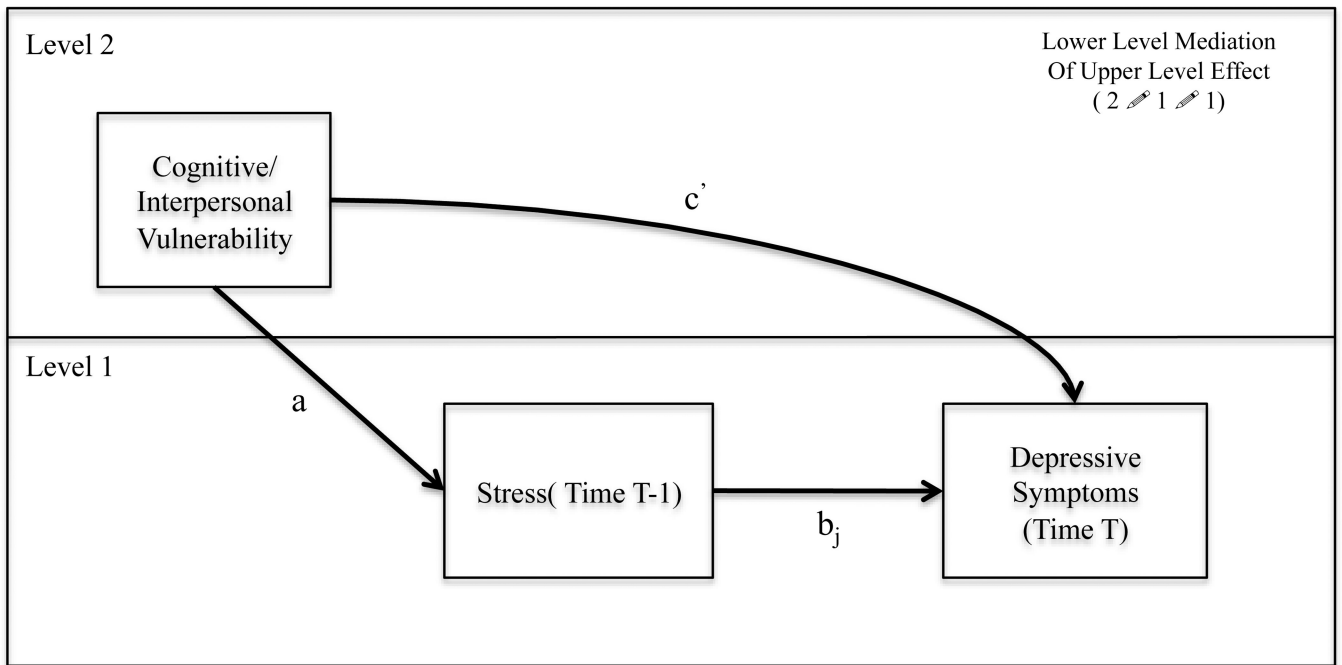 Level 2
Lower Level Mediation
Of Upper Level Effect
( 2 ✐ 1 ✐ 1)
Cognitive/
Interpersonal
Vulnerability
c’
Level 1
a
Stress( Time T-1)
b_j
Depressive
Symptoms
(Time T)